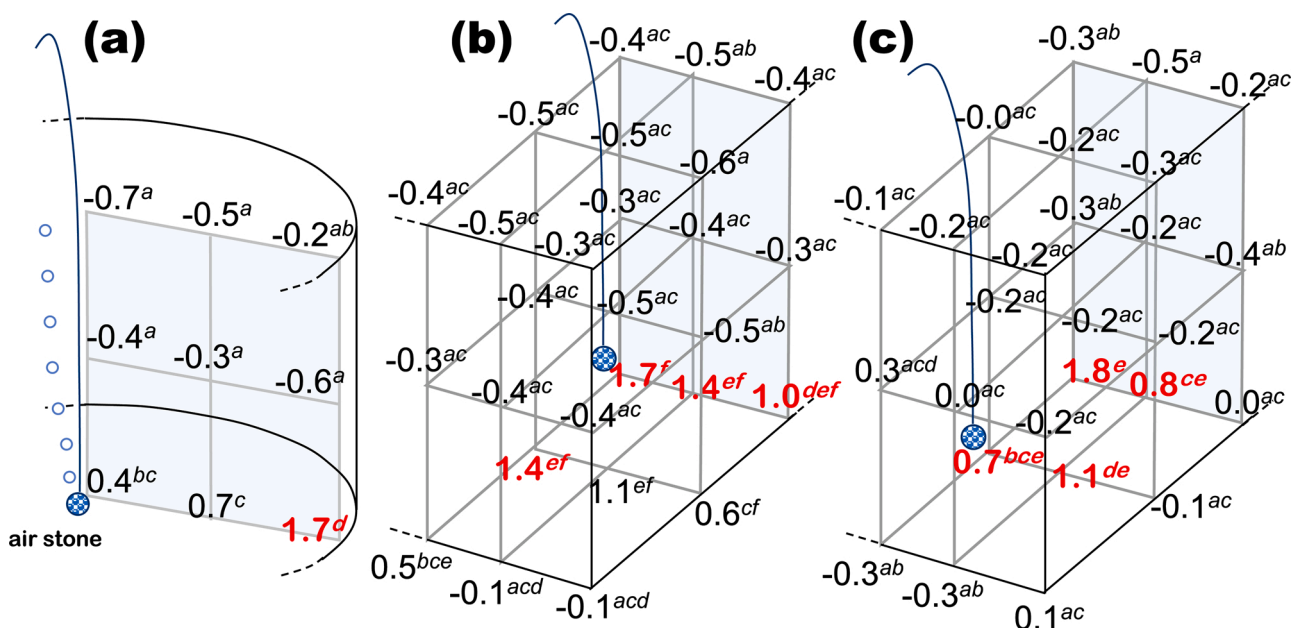 (a)
-0.7a
-0.5a
-0.2ab
-0.4a
-0.3a
-0.6a
0.4bc
0.7c
1.7d
air stone
(b)
-0.4ac
-0.5ab
-0.4ac
-0.5ac
-0.5ac
-0.6a
-0.4ac
-0.5ac
-0.3ac
-0.3ac
-0.4ac
-0.3ac
-0.4ac
-0.5ac
-0.5ab
-0.3ac
-0.4ac
-0.4ac
1.7f
1.4ef
1.0def
1.4ef
1.1ef
0.6cf
0.5bce
-0.1acd
-0.1acd
(c)
-0.3ab
-0.5a
-0.2ac
-0.0ac
-0.2ac
-0.3ac
-0.1ac
-0.2ac
-0.2ac
-0.3ab
-0.2ac
-0.4ab
-0.2ac
-0.2ac
-0.2ac
0.3acd
0.0ac
-0.2ac
1.8e
0.8ce
0.0ac
0.7bce
1.1de
-0.1ac
-0.3ab
-0.3ab
0.1ac